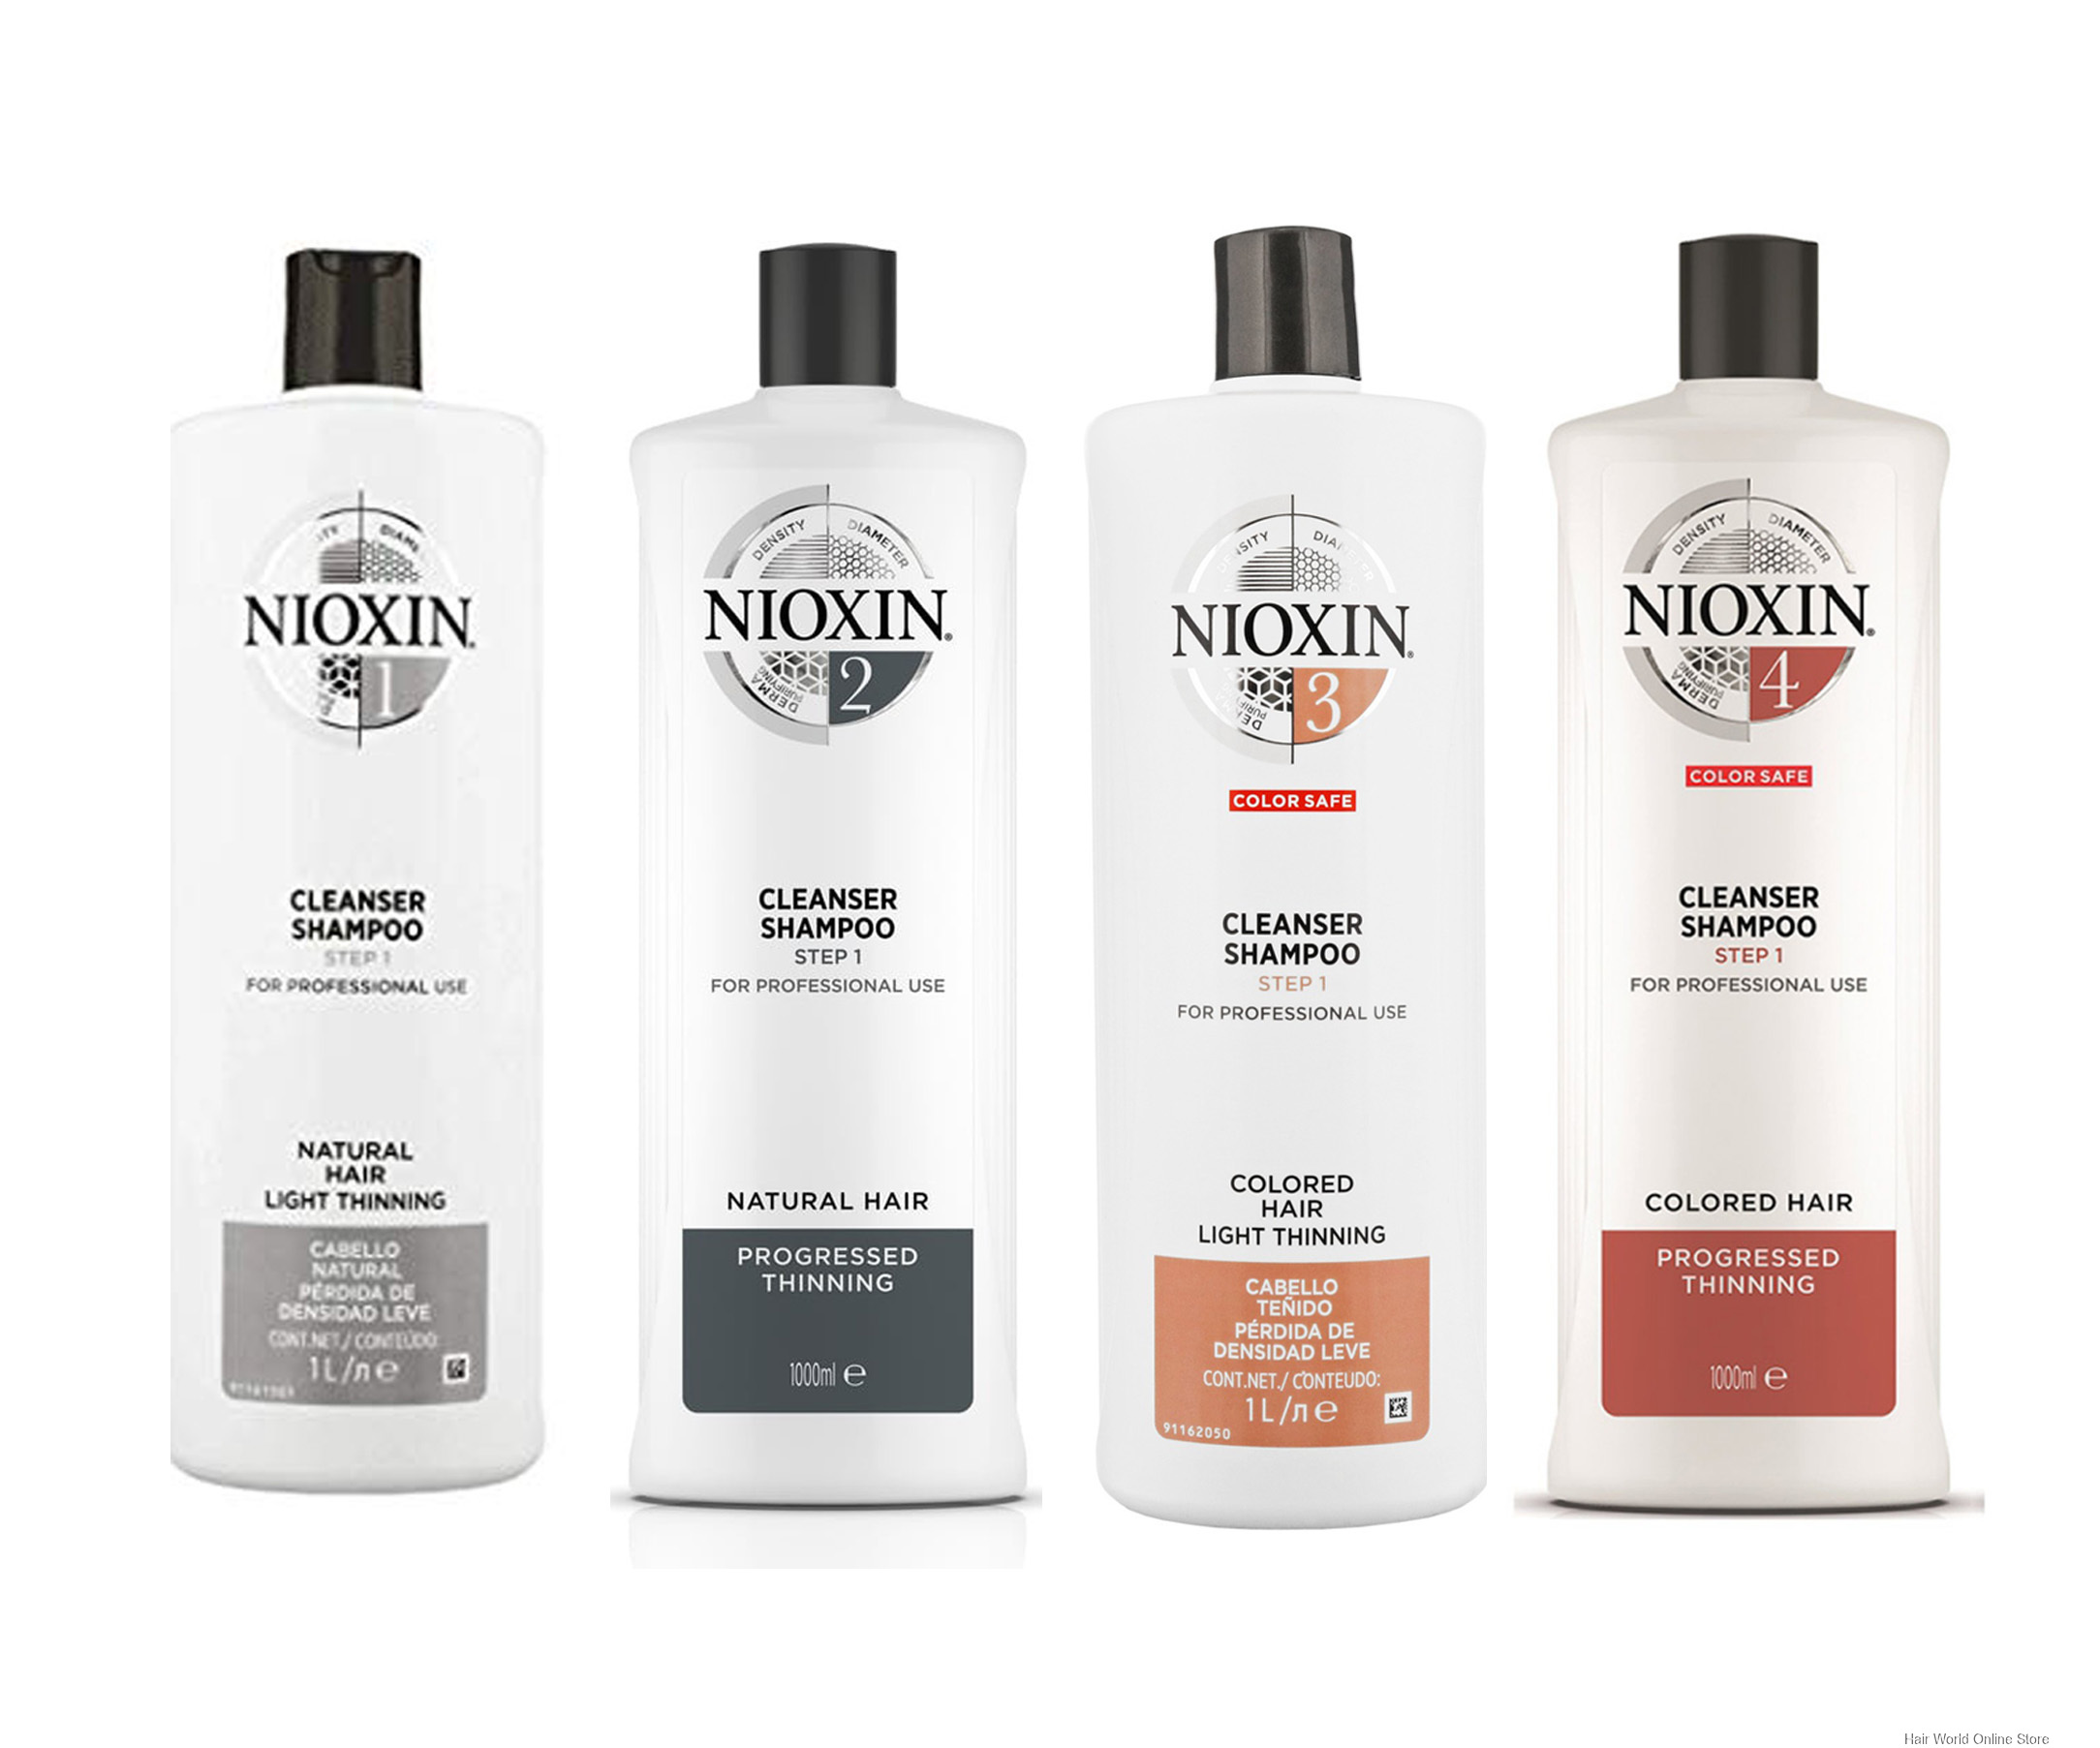 NIOXIN
1
CLEANSER
SHAMPOO
STEP 1
FOR PROFESSIONAL USE
NATURAL
HAIR
LIGHT THINNING
CABELLO
NATURAL
PÉRDIDA DE
DENSIDAD LEVE
CONT.NET./CONTEUDO:
1L/л℮
DENSITY DIAMETER
NIOXIN®
DERMA PURIFYING 2
CLEANSER
SHAMPOO
STEP 1
FOR PROFESSIONAL USE
NATURAL HAIR
PROGRESSED
THINNING
1000ml ℮
NIOXIN®
3
COLOR SAFE
CLEANSER
SHAMPOO
STEP 1
FOR PROFESSIONAL USE
COLORED
HAIR
LIGHT THINNING
CABELLO
TEÑIDO
PÉRDIDA DE
DENSIDAD LEVE
CONT.NET./CONTEUDO:
1L/л℮
91162050
DENSITY DIAMETER
NIOXIN®
DERMA PURIFYING 4
COLOR SAFE
CLEANSER
SHAMPOO
STEP 1
FOR PROFESSIONAL USE
COLORED HAIR
PROGRESSED
THINNING
1000ml ℮
Hair World Online Store